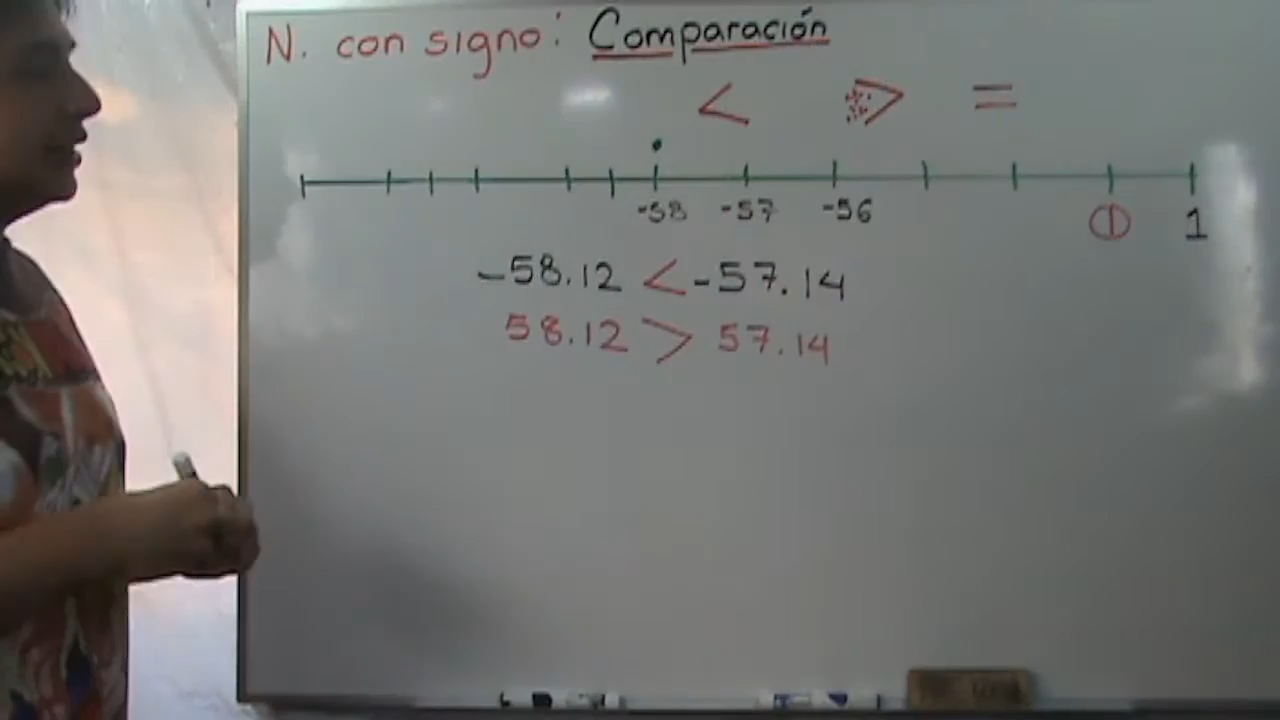 N. con signo: Comparación
< > =
-58 -57 -56 0 1
-58.12 < -57.14
58.12 > 57.14